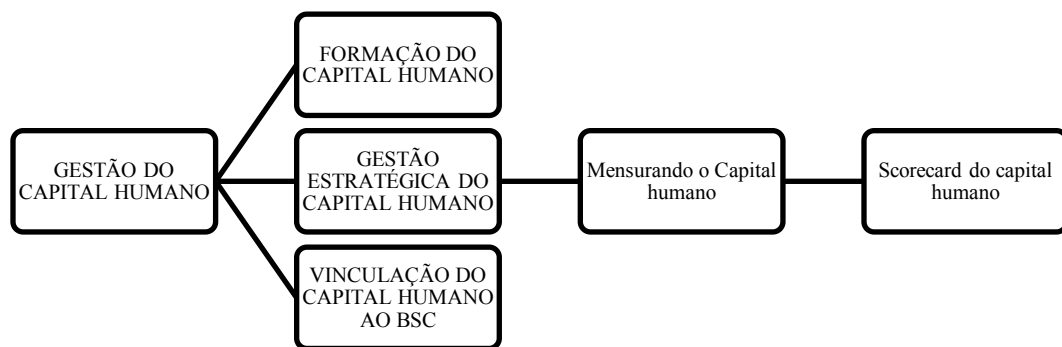 FORMAÇÃO DO
CAPITAL HUMANO
GESTÃO DO
CAPITAL HUMANO
GESTÃO
ESTRATÉGICA DO
CAPITAL HUMANO
Mensurando o Capital
humano
Scorecard do capital
humano
VINCULAÇÃO DO
CAPITAL HUMANO
AO BSC